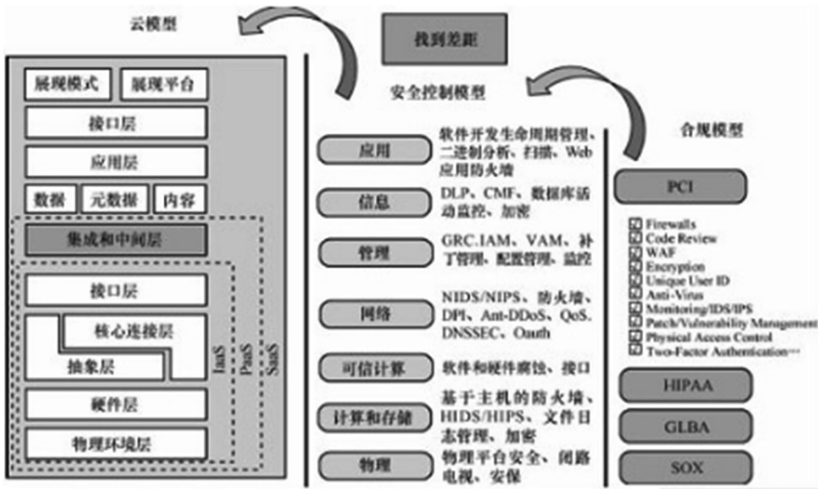 云模型
找到差距
展现模式
展现平台
接口层
应用层
数据
元数据
内容
集成和中间层
接口层
核心连接层
抽象层
硬件层
物理环境层
IaaS
PaaS
SaaS
安全控制模型
应用
软件开发生命周期管理、
二进制分析、扫描、Web
应用防火墙
信息
DLP、CMF、数据库活
动监控、加密
管理
GRC.IAM、VAM、补
丁管理、配置管理、监控
网络
NIDS/NIPS、防火墙、
DPI、Ant-DDoS、QoS、
DNSSEC、Oauth
可信计算
软件和硬件腐蚀、接口
计算和存储
基于主机的防火墙、
HIDS/HIPS、文件日
志管理、加密
物理
物理平台安全、闭路
电视、安保
合规模型
PCI
Firewalls
Code Review
WAF
Encryption
Unique User ID
Anti-Virus
Monitoring/IDS/IPS
Patch/Vulnerability Management
Physical Access Control
Two-Factor Authentication…
HIPAA
GLBA
SOX